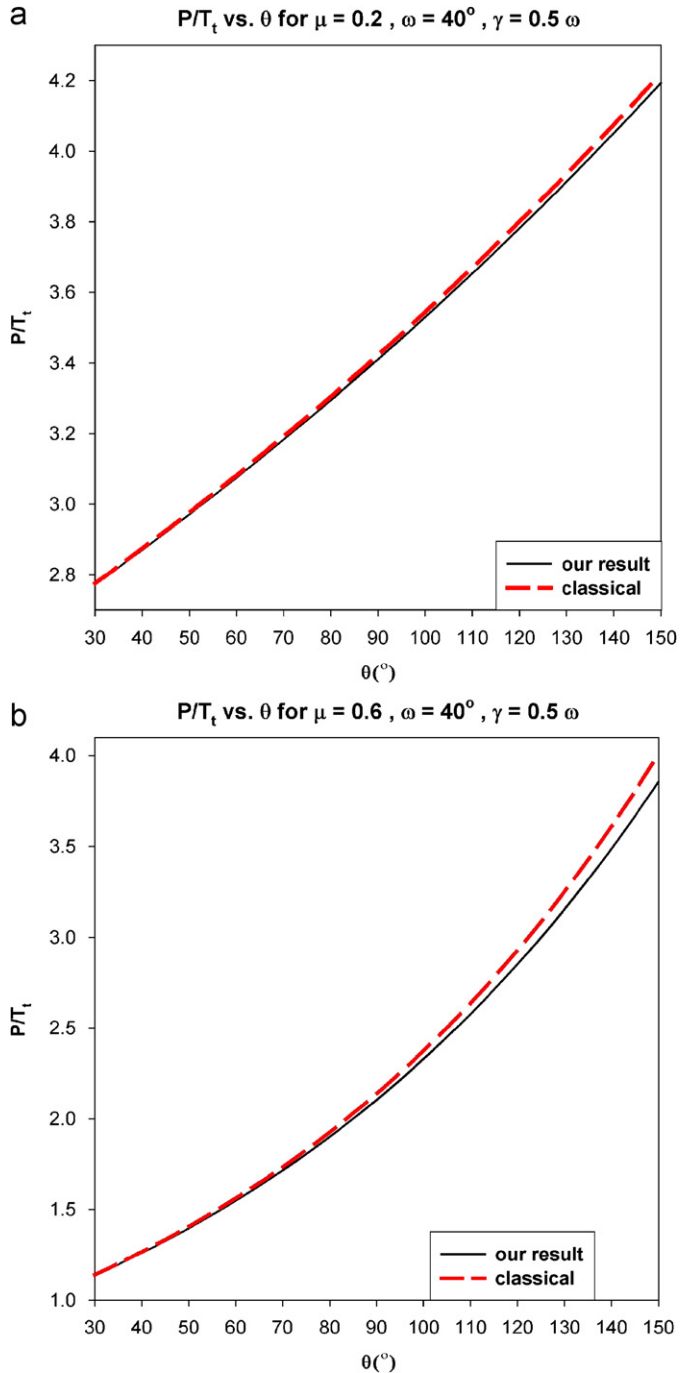 a
P/Tt vs. θ for μ = 0.2 , ω = 40° , γ = 0.5 ω
4.2
4.0
3.8
3.6
3.4
3.2
3.0
2.8
P/Tt
our result
classical
30 40 50 60 70 80 90 100 110 120 130 140 150
θ(°)
b
P/Tt vs. θ for μ = 0.6 , ω = 40° , γ = 0.5 ω
4.0
3.5
3.0
2.5
2.0
1.5
1.0
P/Tt
our result
classical
30 40 50 60 70 80 90 100 110 120 130 140 150
θ(°)